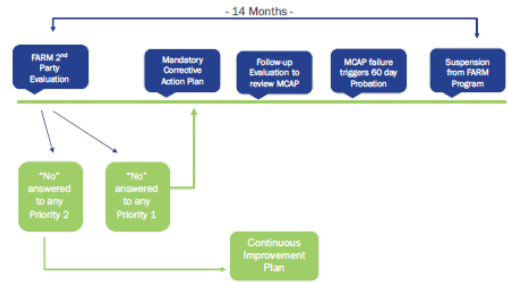 - 14 Months -
FARM 2nd
Party
Evaluation
Mandatory
Corrective
Action Plan
Follow-up
Evaluation to
review MCAP
MCAP failure
triggers 60 day
Probation
Suspension
from FARM
Program
"No"
answered
to any
Priority 2
"No"
answered
to any
Priority 1
Continuous
Improvement
Plan